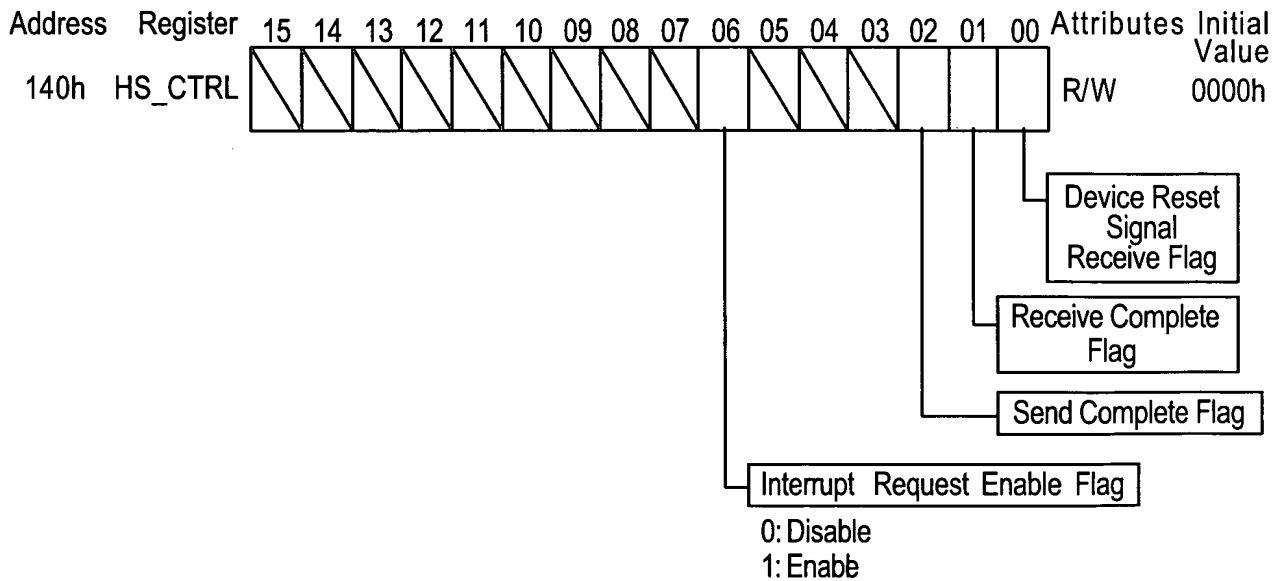 Address Register 15 14 13 12 11 10 09 08 07 06 05 04 03 02 01 00 Attributes Initial
Value
140h HS_CTRL R/W 0000h
Device Reset
Signal
Receive Flag
Receive Complete
Flag
Send Complete Flag
Interrupt Request Enable Flag
0: Disable
1: Enable